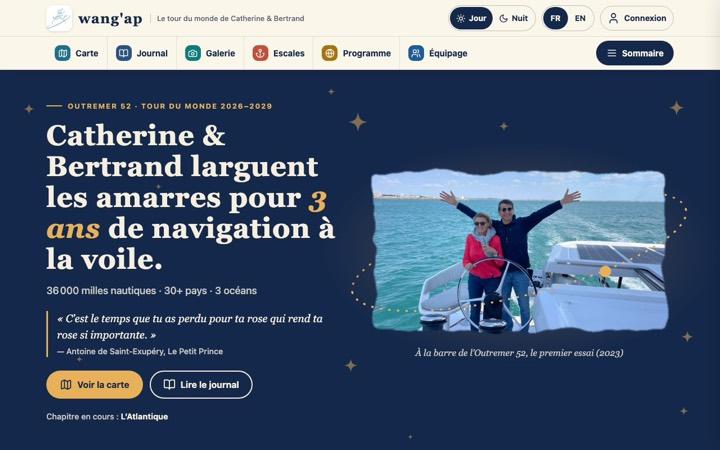 wang'ap
Le tour du monde de Catherine & Bertrand
Jour
Nuit
FR
EN
Connexion
Carte
Journal
Galerie
Escales
Programme
Équipage
Sommaire
OUTREMER 52 · TOUR DU MONDE 2026–2029
Catherine &
Bertrand larguent
les amarres pour 3
ans de navigation à
la voile.
36 000 milles nautiques · 30+ pays · 3 océans
« C'est le temps que tu as perdu pour ta rose qui rend ta
rose si importante. »
— Antoine de Saint-Exupéry, Le Petit Prince
Voir la carte
Lire le journal
Chapitre en cours : L'Atlantique
À la barre de l'Outremer 52, le premier essai (2023)